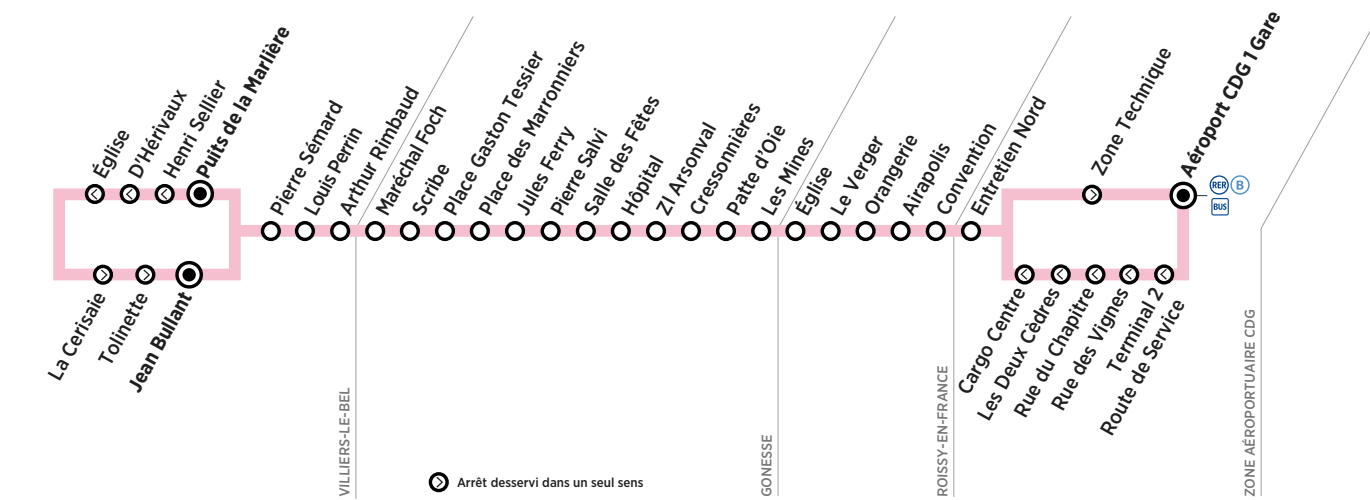 Église
D'Hérivaux
Henri Sellier
Puits de la Marlière
La Cerisaie
Tolinette
Jean Bullant
Pierre Sémard
Louis Perrin
Arthur Rimbaud
Maréchal Foch
Scribe
Place Gaston Tessier
Place des Marronniers
Jules Ferry
Pierre Salvi
Salle des Fêtes
Hôpital
ZI Arsonval
Cressonnières
Patte d'Oie
Les Mines
Église
Le Verger
Orangerie
Airapolis
Convention
Entretien Nord
Zone Technique
Aéroport CDG 1 Gare
RER B
BUS
Cargo Centre
Les Deux Cèdres
Rue du Chapitre
Rue des Vignes
Terminal 2
Route de Service
VILLIERS-LE-BEL
GONESSE
ROISSY-EN-FRANCE
ZONE AÉROPORTUAIRE CDG
Arrêt desservi dans un seul sens